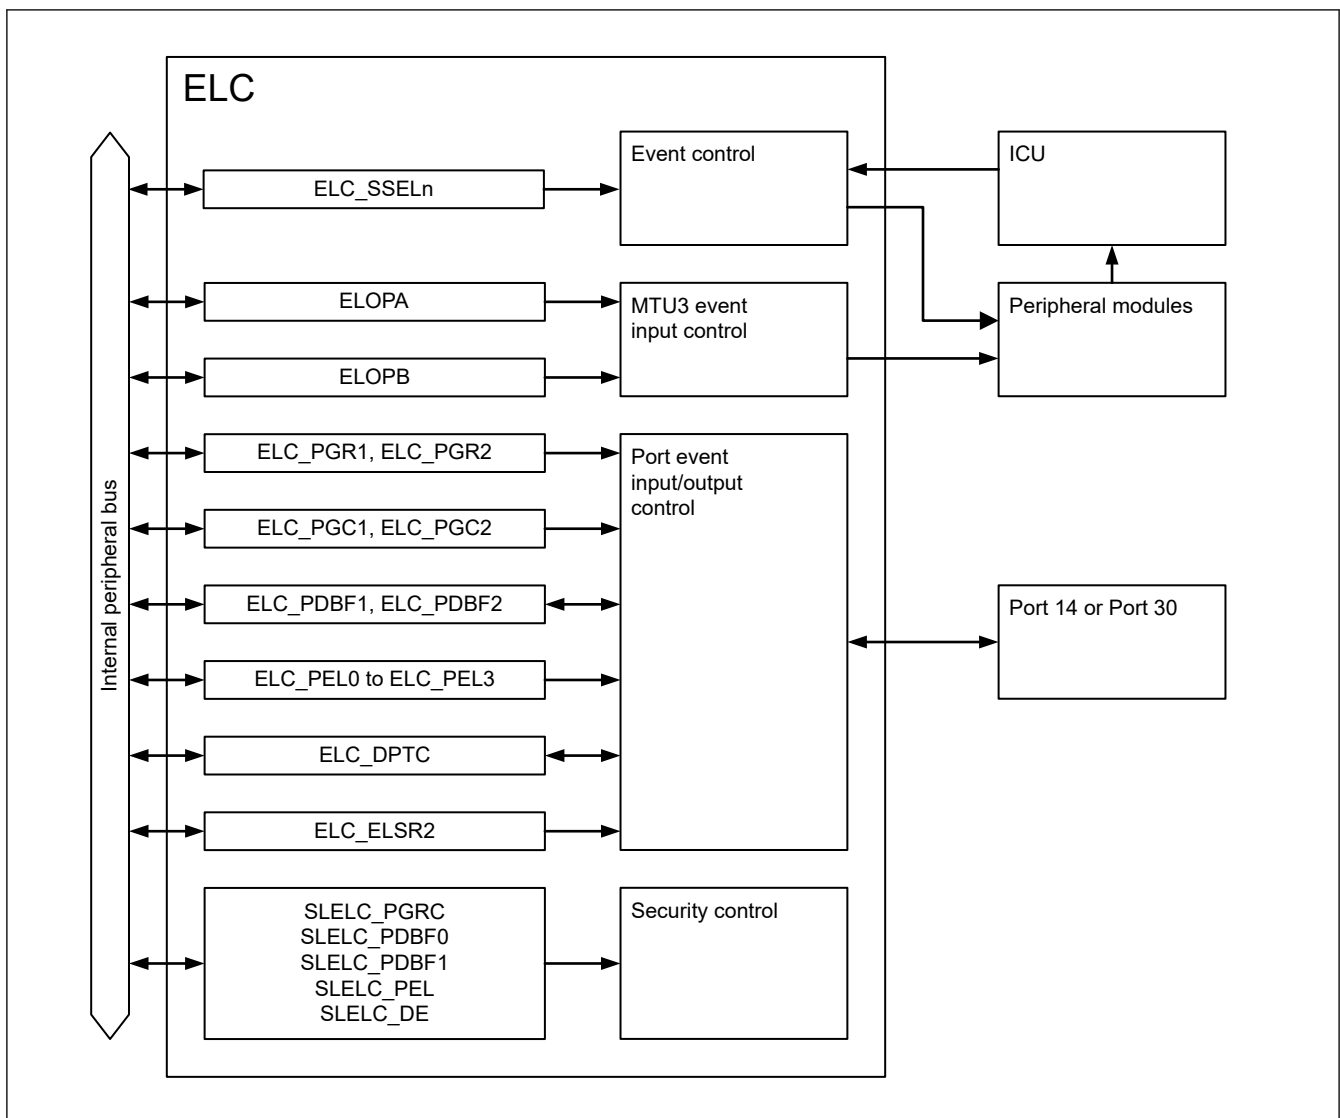 ELC
Event control
ICU
ELC_SSELn
ELOPA
MTU3 event
input control
Peripheral modules
ELOPB
ELC_PGR1, ELC_PGR2
Port event
input/output
control
Internal peripheral bus
ELC_PGC1, ELC_PGC2
ELC_PDBF1, ELC_PDBF2
Port 14 or Port 30
ELC_PEL0 to ELC_PEL3
ELC_DPTC
ELC_ELSR2
SLELC_PGRC
SLELC_PDBF0
SLELC_PDBF1
SLELC_PEL
SLELC_DE
Security control